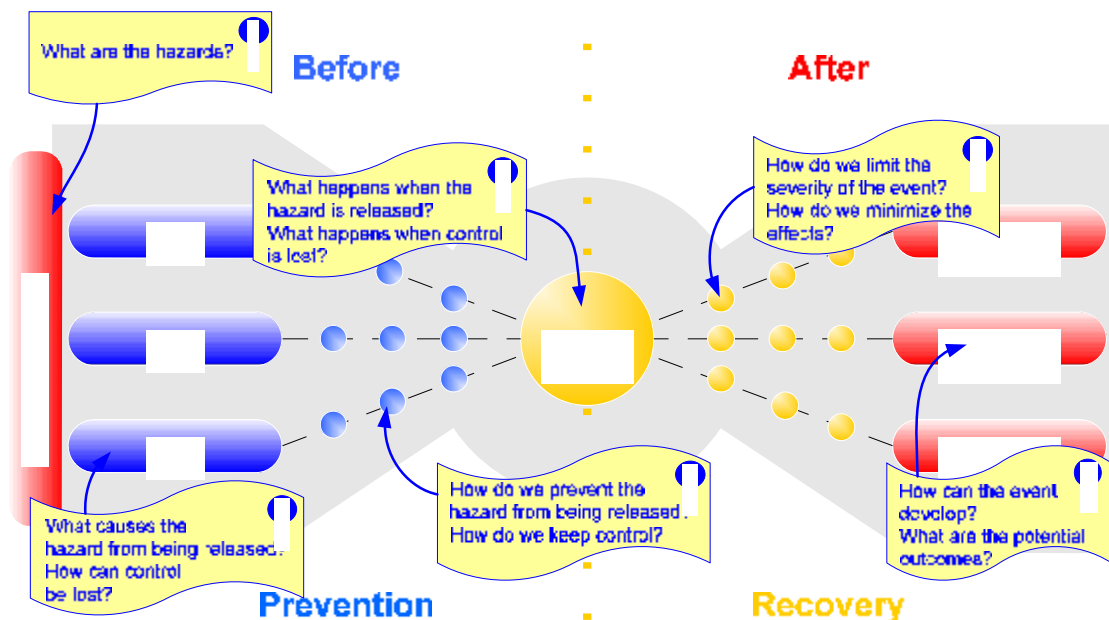 What are the hazards?
Before
After
What happens when the
hazard is released?
What happens when control
is lost?
How do we limit the
severity of the event?
How do we minimize the
effects?
What causes the
hazard from being released?
How can control
be lost?
How do we prevent the
hazard from being released?
How do we keep control?
How can the event
develop?
What are the potential
outcomes?
Prevention
Recovery